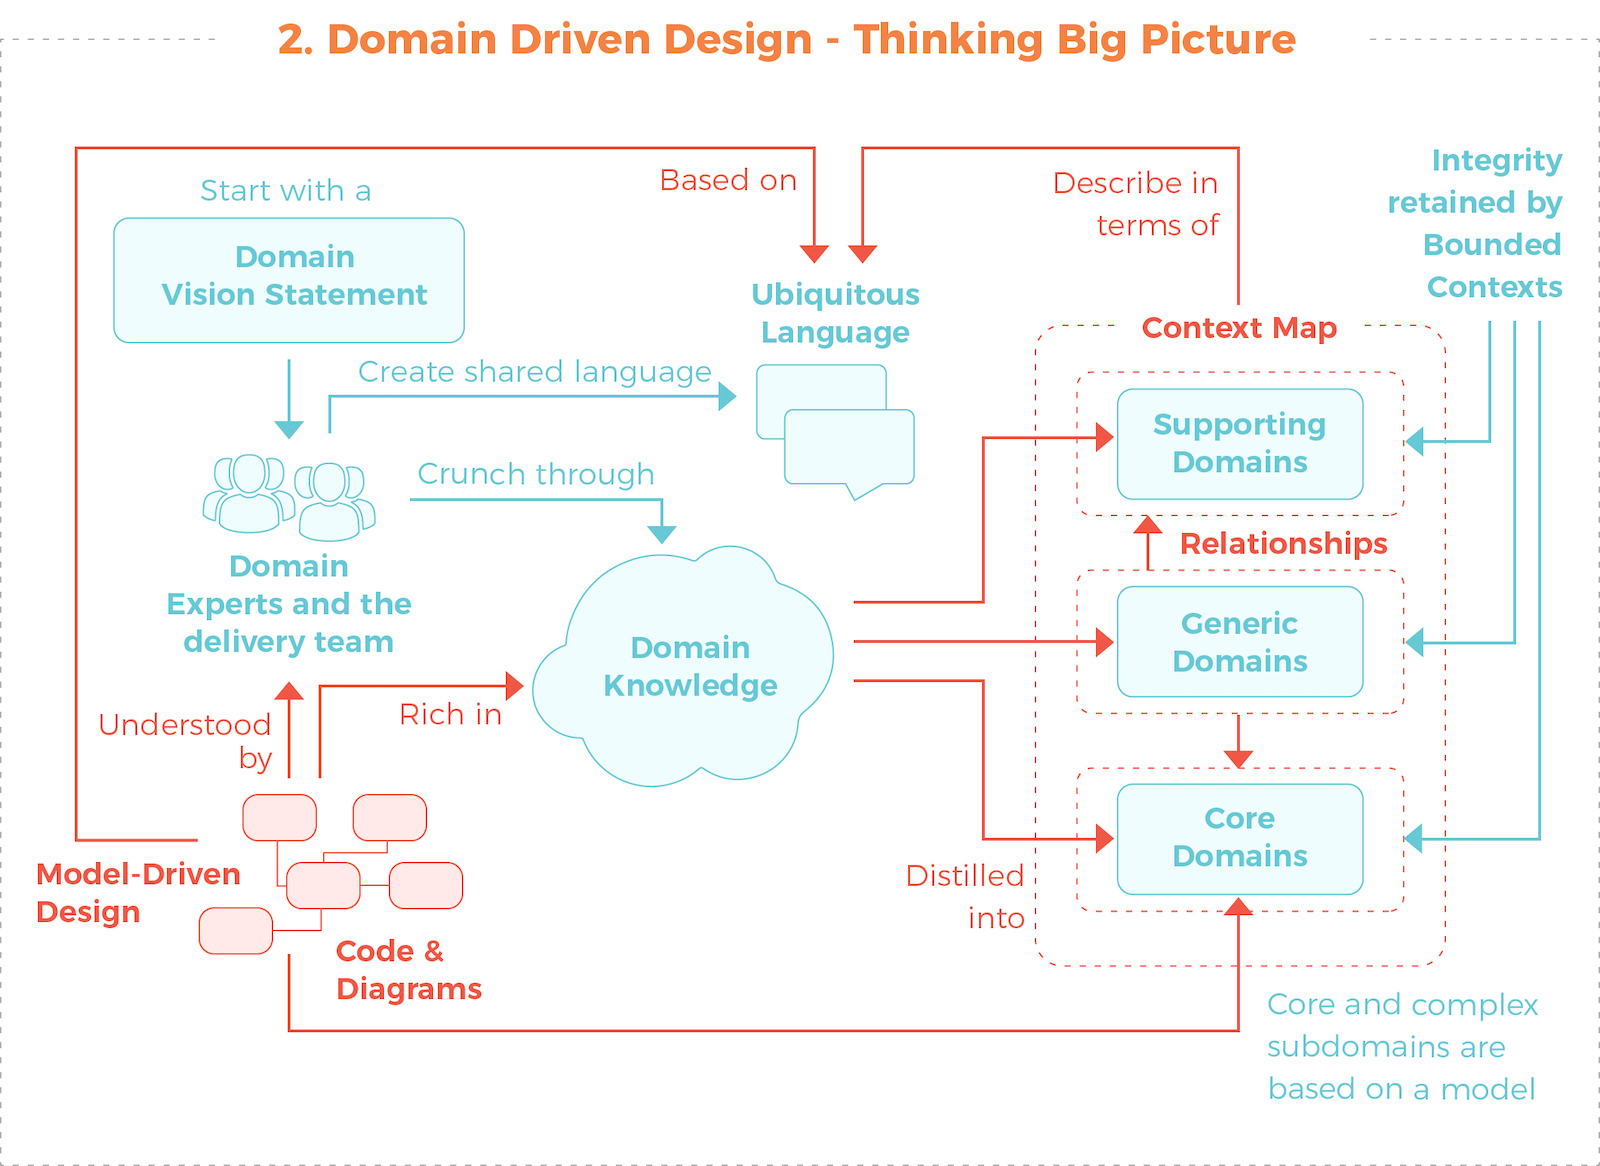 2. Domain Driven Design - Thinking Big Picture
Start with a
Domain
Vision Statement
Based on
Describe in
terms of
Integrity
retained by
Bounded
Contexts
Ubiquitous
Language
Create shared language
Crunch through
Domain
Experts and the
delivery team
Domain
Knowledge
Context Map
Supporting
Domains
Relationships
Generic
Domains
Core
Domains
Understood
by
Rich in
Model-Driven
Design
Code &
Diagrams
Distilled
into
Core and complex
subdomains are
based on a model